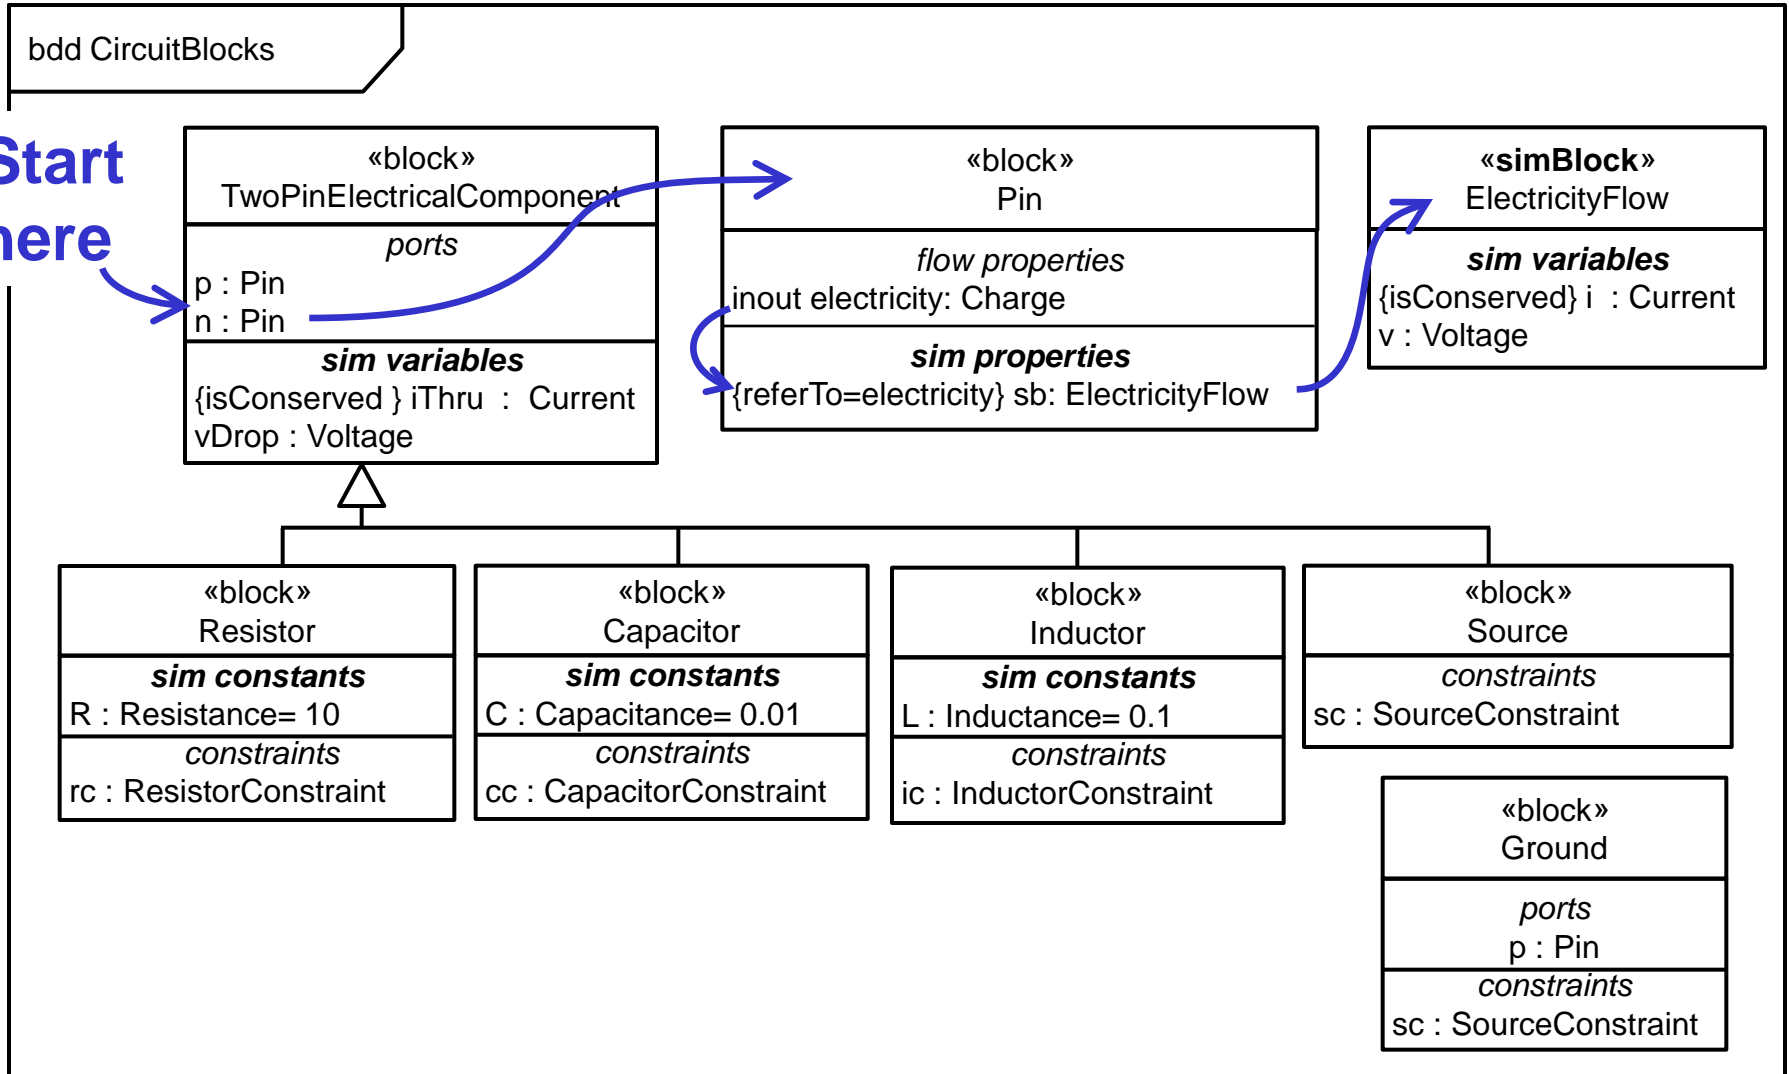 bdd CircuitBlocks
Start
here
«block»
TwoPinElectricalComponent
ports
p : Pin
n : Pin
sim variables
{isConserved } iThru : Current
vDrop : Voltage
«block»
Pin
flow properties
inout electricity: Charge
sim properties
{referTo=electricity} sb: ElectricityFlow
«simBlock»
ElectricityFlow
sim variables
{isConserved} i : Current
v : Voltage
«block»
Resistor
sim constants
R : Resistance= 10
constraints
rc : ResistorConstraint
«block»
Capacitor
sim constants
C : Capacitance= 0.01
constraints
cc : CapacitorConstraint
«block»
Inductor
sim constants
L : Inductance= 0.1
constraints
ic : InductorConstraint
«block»
Source
constraints
sc : SourceConstraint
«block»
Ground
ports
p : Pin
constraints
sc : SourceConstraint